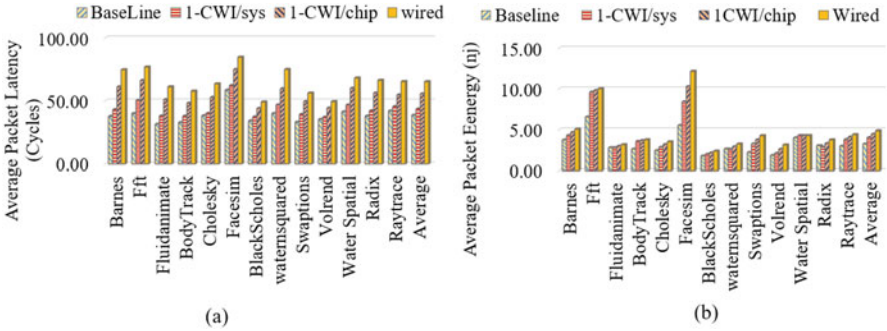 BaseLine 1-CWI/sys 1-CWI/chip wired
Average Packet Latency
(Cycles)
100.00
50.00
0.00
Barnes
Fft
Fluidanimate
BodyTrack
Cholesky
Facesim
BlackScholes
waternsquared
Swaptions
Volrend
Water Spatial
Radix
Raytrace
Average
(a)
Baseline 1-CWI/sys 1CWI/chip Wired
Average Packet Eenergy (nj)
15.00
10.00
5.00
0.00
Barnes
Fft
Fluidanimate
BodyTrack
Cholesky
Facesim
BlackScholes
waternsquared
Swaptions
Volrend
Water Spatial
Radix
Raytrace
Average
(b)